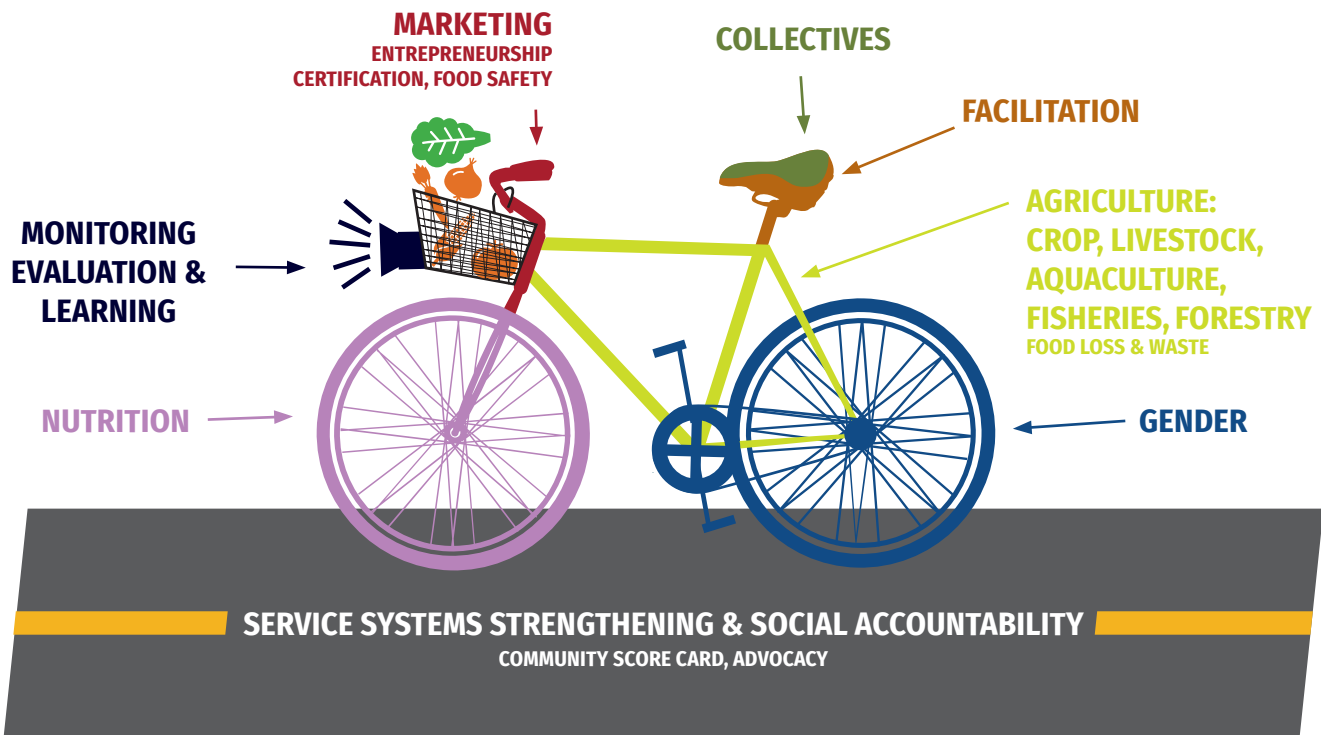 MARKETING
ENTREPRENEURSHIP
CERTIFICATION, FOOD SAFETY
COLLECTIVES
FACILITATION
AGRICULTURE:
CROP, LIVESTOCK,
AQUACULTURE,
FISHERIES, FORESTRY
FOOD LOSS & WASTE
MONITORING
EVALUATION &
LEARNING
NUTRITION
GENDER
SERVICE SYSTEMS STRENGTHENING & SOCIAL ACCOUNTABILITY
COMMUNITY SCORE CARD, ADVOCACY